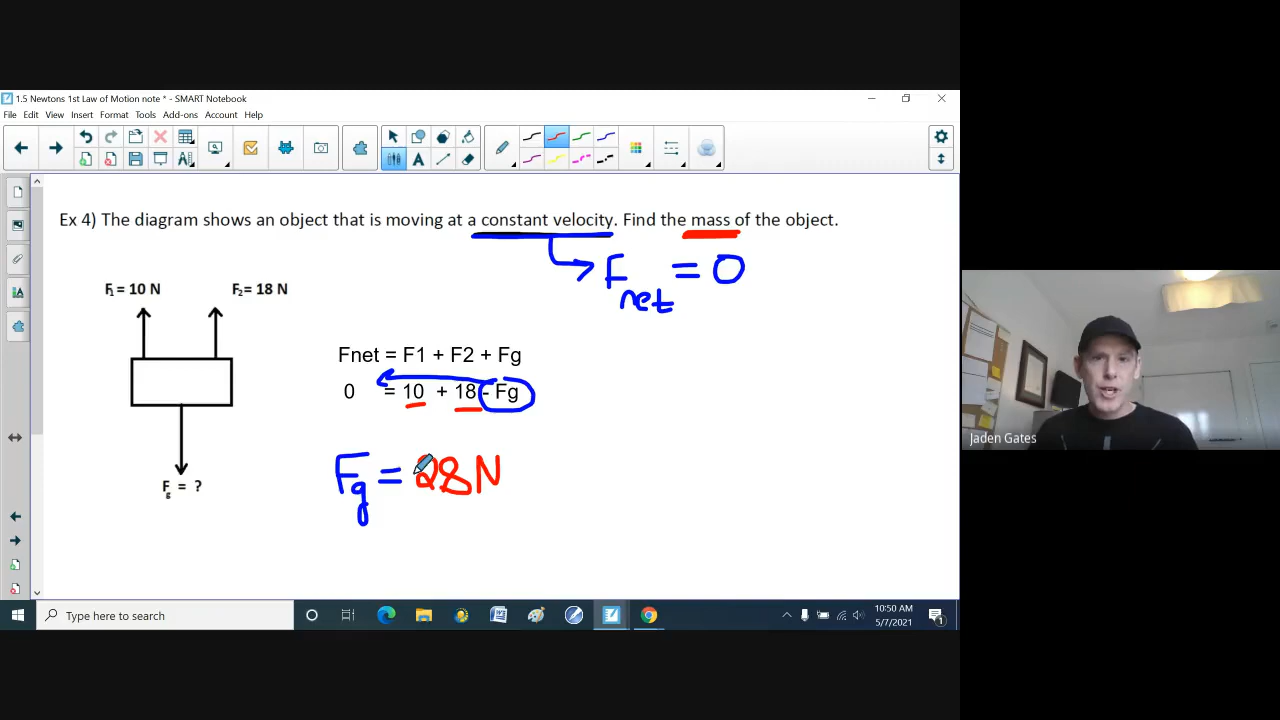 1.5 Newtons 1st Law of Motion note * - SMART Notebook
File Edit View Insert Format Tools Add-ons Account Help
Ex 4) The diagram shows an object that is moving at a constant velocity. Find the mass of the object.
Fnet = 0
F1 = 10 N F2= 18 N
Fnet = F1 + F2 + Fg
0 = 10 + 18 - Fg
Fg = 28 N
Fg = ?
Jaden Gates
Type here to search
10:50 AM
5/7/2021
1